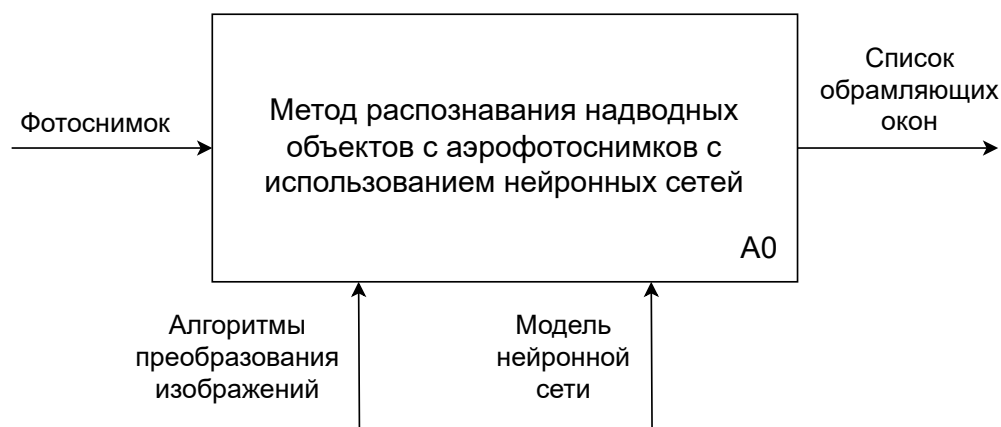 Фотоснимок
Метод распознавания надводных
объектов с аэрофотоснимков с
использованием нейронных сетей
A0
Список
обрамляющих
окон
Алгоритмы
преобразования
изображений
Модель
нейронной
сети